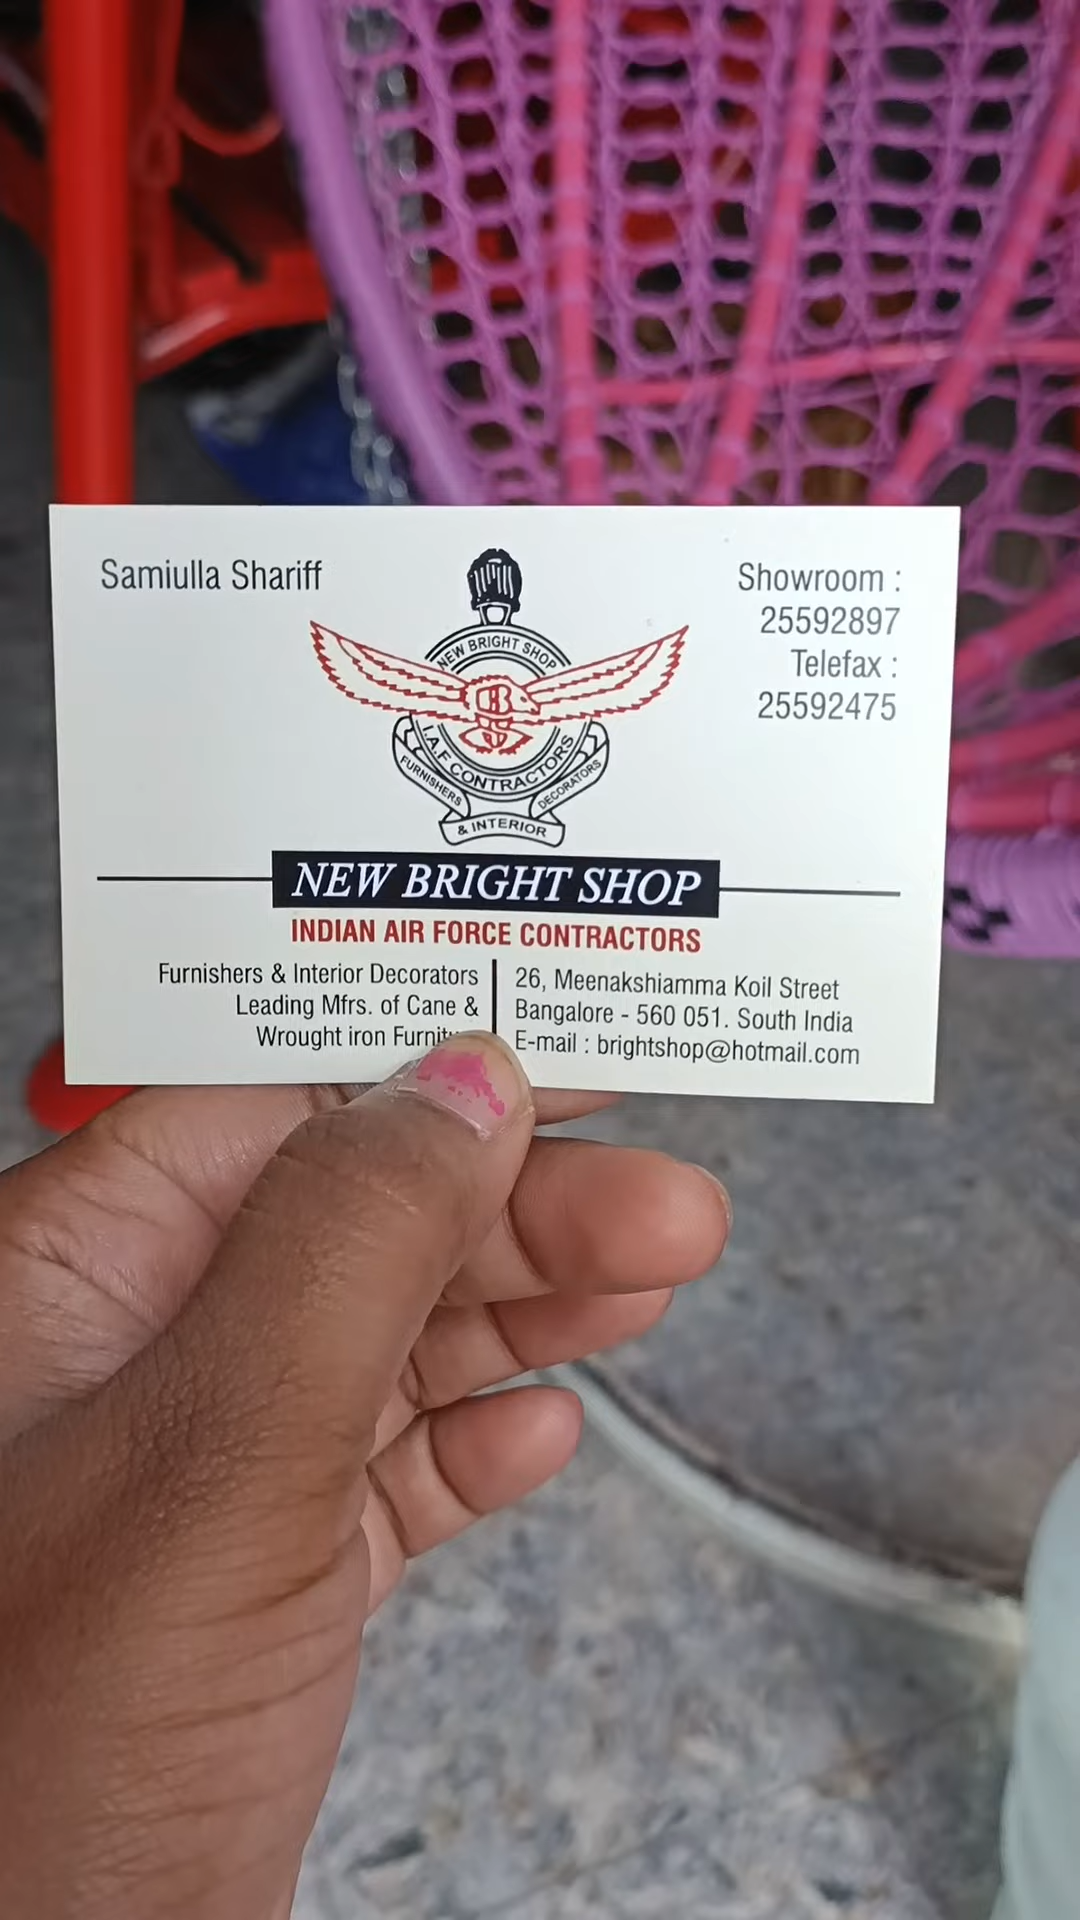 Samiulla Shariff
Showroom :
25592897
Telefax :
25592475
NEW BRIGHT SHOP
I.A.F CONTRACTORS
FURNISHERS
& INTERIOR
DECORATORS
NEW BRIGHT SHOP
INDIAN AIR FORCE CONTRACTORS
Furnishers & Interior Decorators
Leading Mfrs. of Cane &
Wrought iron
26, Meenakshiamma Koil Street
Bangalore - 560 051. South India
E-mail : brightshop@hotmail.com